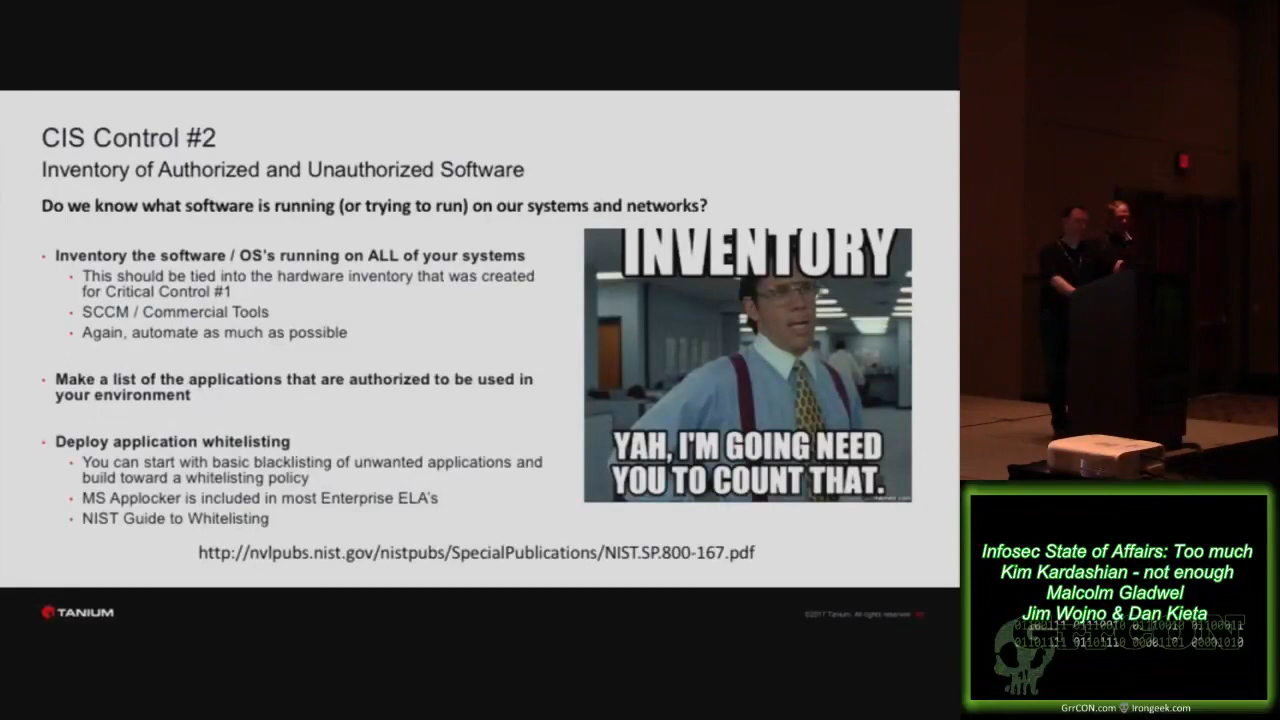 CIS Control #2
Inventory of Authorized and Unauthorized Software
Do we know what software is running (or trying to run) on our systems and networks?
• Inventory the software / OS's running on ALL of your systems
• This should be tied into the hardware inventory that was created
for Critical Control #1
• SCCM / Commercial Tools
• Again, automate as much as possible
• Make a list of the applications that are authorized to be used in
your environment
• Deploy application whitelisting
• You can start with basic blacklisting of unwanted applications and
build toward a whitelisting policy
• MS Applocker is included in most Enterprise ELA's
• NIST Guide to Whitelisting
http://nvlpubs.nist.gov/nistpubs/SpecialPublications/NIST.SP.800-167.pdf
INVENTORY
YAH, I'M GOING NEED
YOU TO COUNT THAT.
TANIUM
©2017 Tanium. All rights reserved.
Infosec State of Affairs: Too much
Kim Kardashian - not enough
Malcolm Gladwel
Jim Wojno & Dan Kieta
GrrCON
GrrCON.com Irongeek.com